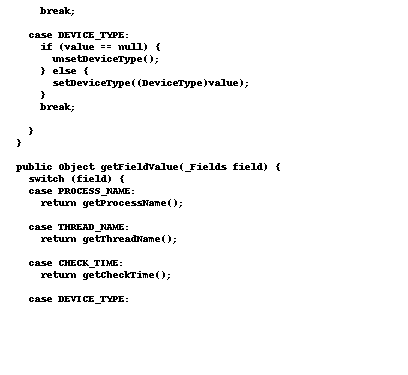 break;
case DEVICE_TYPE:
if (value == null) {
unsetDeviceType();
} else {
setDeviceType((DeviceType)value);
}
break;
}
}
public Object getFieldValue(_Fields field) {
switch (field) {
case PROCESS_NAME:
return getProcessName();
case THREAD_NAME:
return getThreadName();
case CHECK_TIME:
return getCheckTime();
case DEVICE_TYPE: